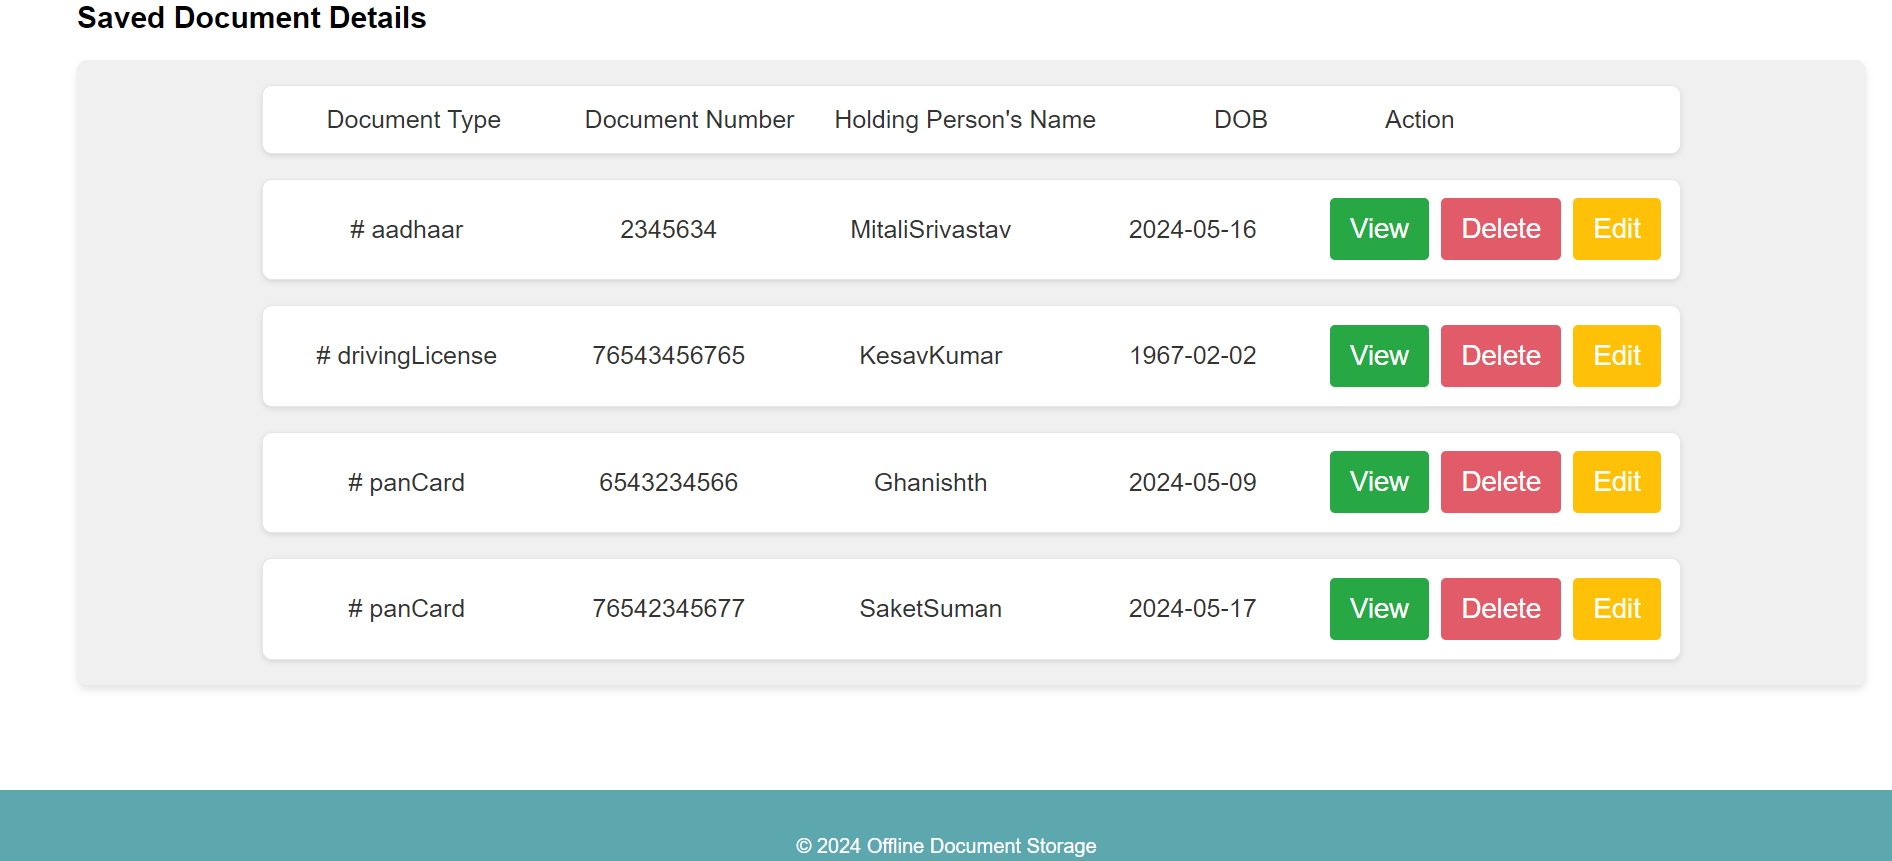 Saved Document Details
Document Type Document Number Holding Person's Name DOB Action
# aadhaar 2345634 MitaliSrivastav 2024-05-16 View Delete Edit
# drivingLicense 76543456765 KesavKumar 1967-02-02 View Delete Edit
# panCard 6543234566 Ghanishth 2024-05-09 View Delete Edit
# panCard 76542345677 SaketSuman 2024-05-17 View Delete Edit
© 2024 Offline Document Storage